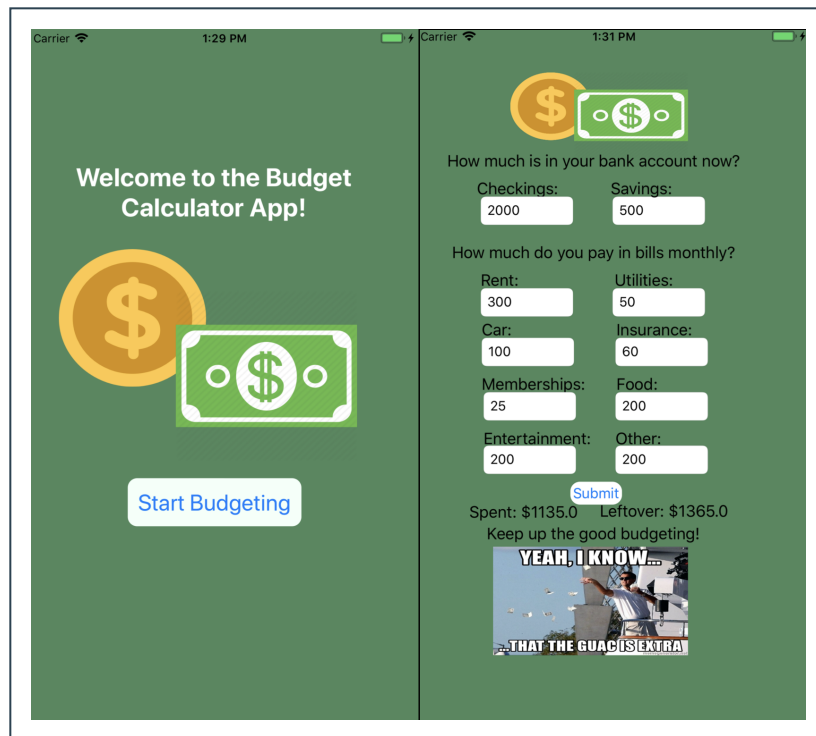 Carrier
1:29 PM
Welcome to the Budget
Calculator App!
$
$
Start Budgeting
Carrier
1:31 PM
$
$
How much is in your bank account now?
Checkings: Savings:
2000 500
How much do you pay in bills monthly?
Rent: Utilities:
300 50
Car: Insurance:
100 60
Memberships: Food:
25 200
Entertainment: Other:
200 200
Submit
Spent: $1135.0 Leftover: $1365.0
Keep up the good budgeting!
YEAH, I KNOW...
...THAT THE GUAC IS EXTRA